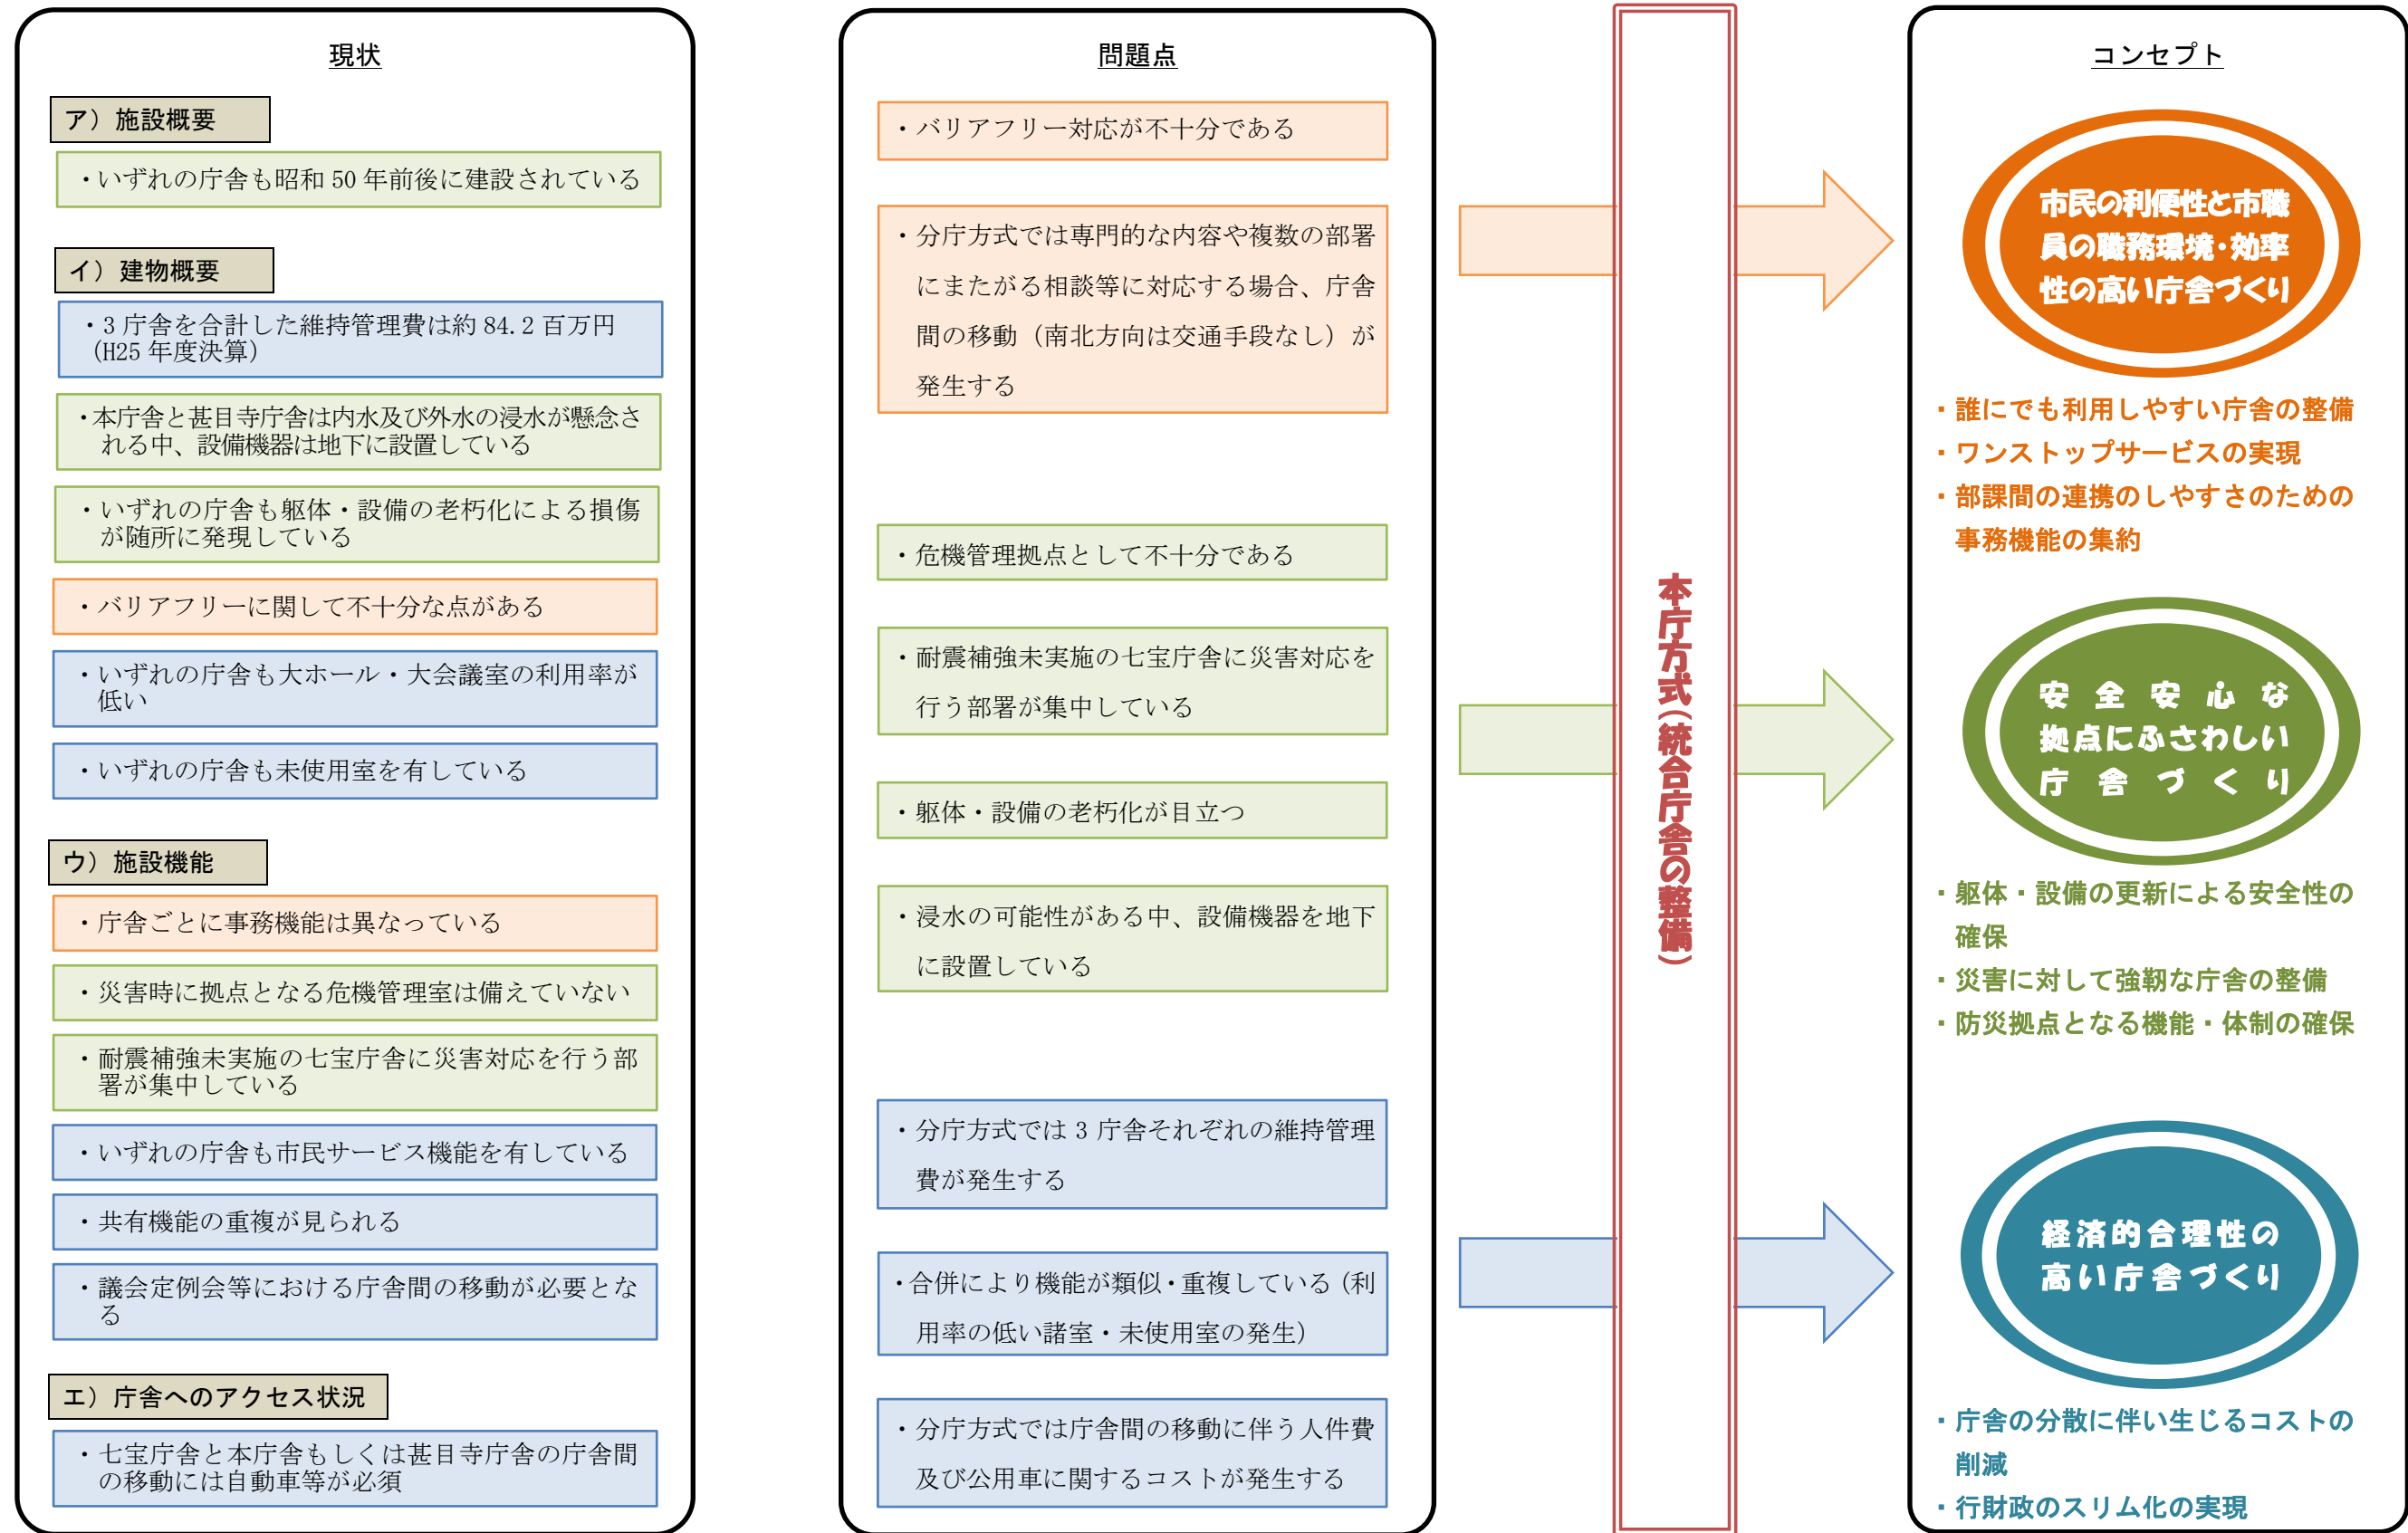 現状
ア）施設概要
・いずれの庁舎も昭和 50 年前後に建設されている
イ）建物概要
・3 庁舎を合計した維持管理費は約 84.2 百万円
（H25 年度決算）
・本庁舎と甚目寺庁舎は内水及び外水の浸水が懸念さ
れる中、設備機器は地下に設置している
・いずれの庁舎も躯体・設備の老朽化による損傷
が随所に発現している
・バリアフリーに関して不十分な点がある
・いずれの庁舎も大ホール・大会議室の利用率が
低い
・いずれの庁舎も未使用室を有している
ウ）施設機能
・庁舎ごとに事務機能は異なっている
・災害時に拠点となる危機管理室は備えていない
・耐震補強未実施の七宝庁舎に災害対応を行う部
署が集中している
・いずれの庁舎も市民サービス機能を有している
・共有機能の重複が見られる
・議会定例会等における庁舎間の移動が必要とな
る
エ）庁舎へのアクセス状況
・七宝庁舎と本庁舎もしくは甚目寺庁舎の庁舎間
の移動には自動車等が必須
問題点
・バリアフリー対応が不十分である
・分庁方式では専門的な内容や複数の部署
にまたがる相談等に対応する場合、庁舎
間の移動（南北方向は交通手段なし）が
発生する
・危機管理拠点として不十分である
・耐震補強未実施の七宝庁舎に災害対応を
行う部署が集中している
・躯体・設備の老朽化が目立つ
・浸水の可能性がある中、設備機器を地下
に設置している
・分庁方式では 3 庁舎それぞれの維持管理
費が発生する
・合併により機能が類似・重複している（利
用率の低い諸室・未使用室の発生）
・分庁方式では庁舎間の移動に伴う人件費
及び公用車に関するコストが発生する
本庁方式（統合庁舎の整備）
コンセプト
市民の利便性と市職
員の職務環境・効率
性の高い庁舎づくり
・誰にでも利用しやすい庁舎の整備
・ワンストップサービスの実現
・部課間の連携のしやすさのための
事務機能の集約
安全安心な
拠点にふさわしい
庁舎づくり
・躯体・設備の更新による安全性の
確保
・災害に対して強靭な庁舎の整備
・防災拠点となる機能・体制の確保
経済的合理性の
高い庁舎づくり
・庁舎の分散に伴い生じるコストの
削減
・行財政のスリム化の実現